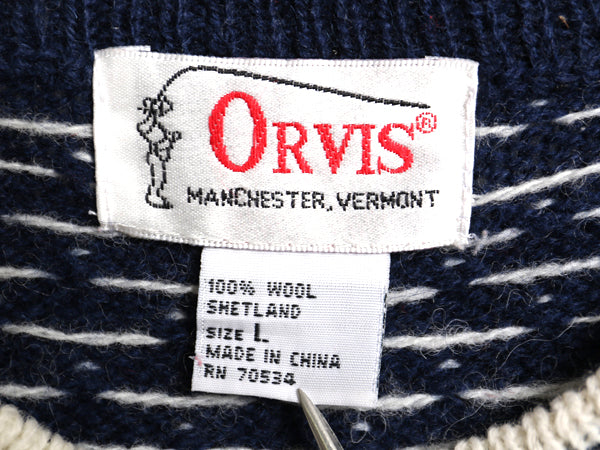 ORVIS®
MANCHESTER, VERMONT
100% WOOL
SHETLAND
SIZE L
MADE IN CHINA
RN 70534